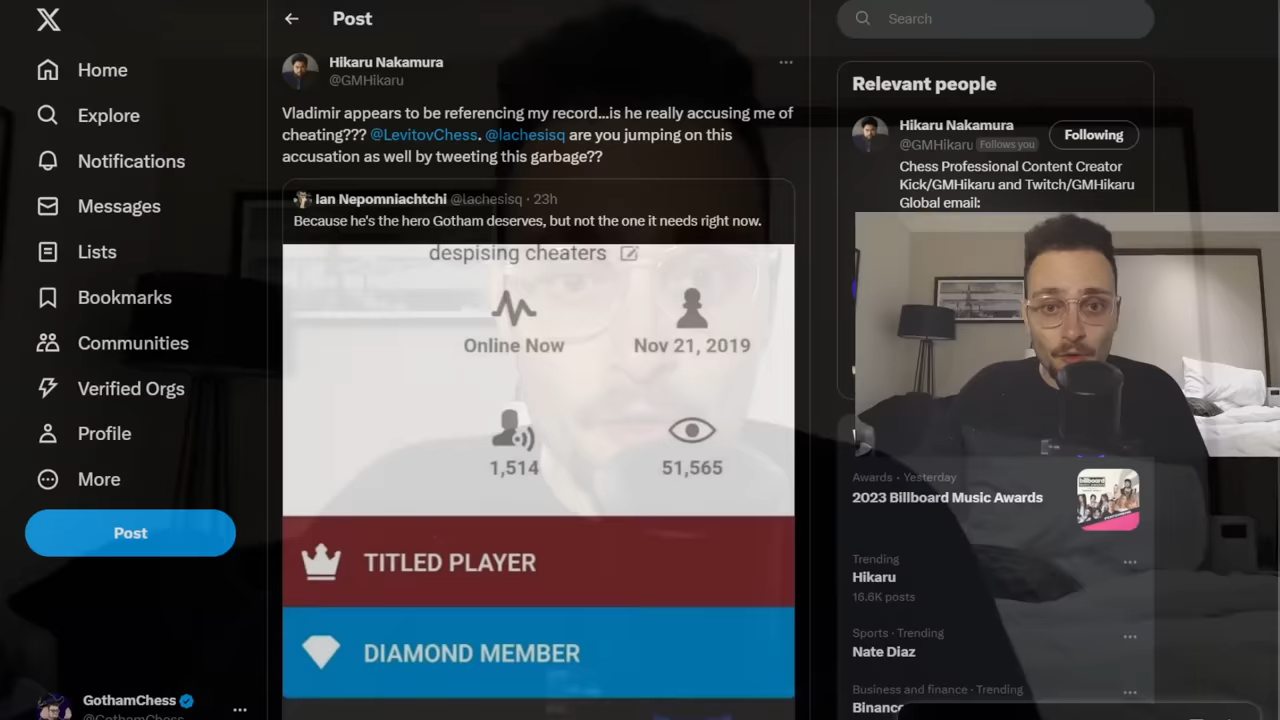 X
Home
Explore
Notifications
Messages
Lists
Bookmarks
Communities
Verified Orgs
Profile
More
Post
GothamChess
@GothamChess
Post
Hikaru Nakamura
@GMHikaru
Vladimir appears to be referencing my record...is he really accusing me of
cheating??? @LevitovChess. @lachesisq are you jumping on this
accusation as well by tweeting this garbage??
Ian Nepomniachtchi @lachesisq · 23h
Because he's the hero Gotham deserves, but not the one it needs right now.
despising cheaters
Online Now
Nov 21, 2019
1,514
51,565
TITLED PLAYER
DIAMOND MEMBER
Search
Relevant people
Hikaru Nakamura
@GMHikaru Follows you
Following
Chess Professional Content Creator
Kick/GMHikaru and Twitch/GMHikaru
Global email:
Awards · Yesterday
2023 Billboard Music Awards
Trending
Hikaru
16.6K posts
Sports · Trending
Nate Diaz
Business and finance · Trending
Binance